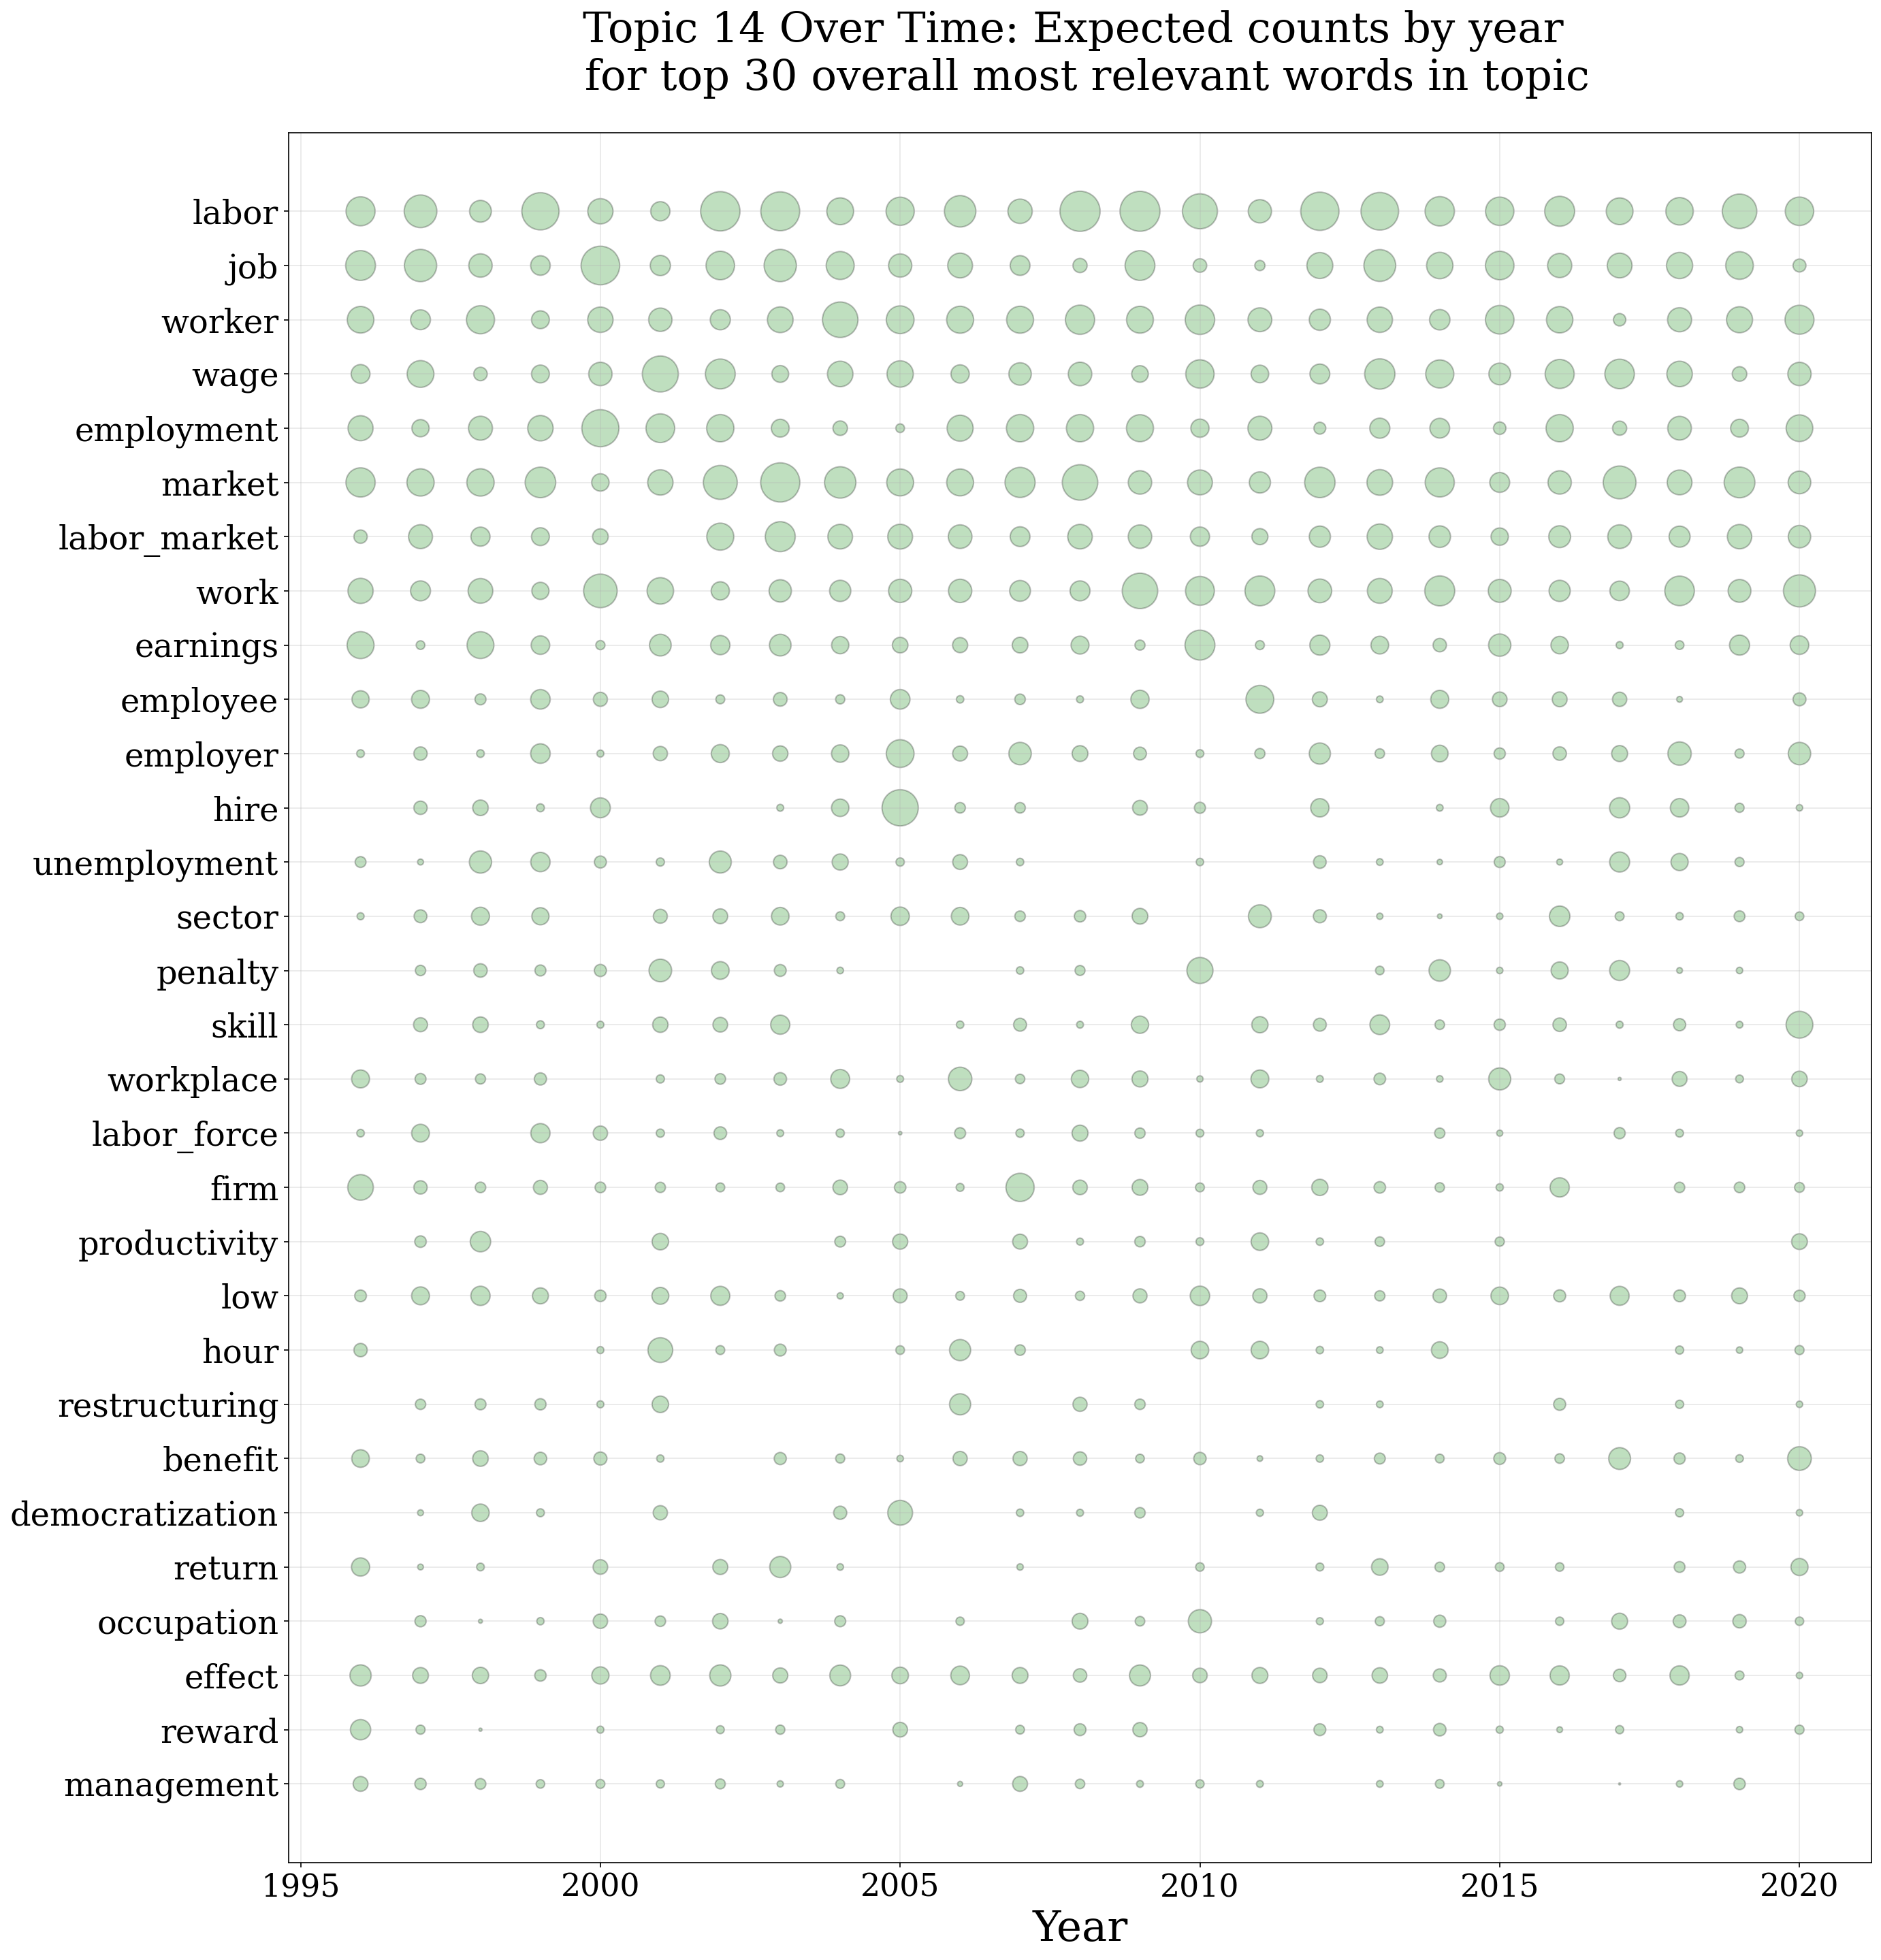 Topic 14 Over Time: Expected counts by year
for top 30 overall most relevant words in topic
labor
job
worker
wage
employment
market
labor_market
work
earnings
employee
employer
hire
unemployment
sector
penalty
skill
workplace
labor_force
firm
productivity
low
hour
restructuring
benefit
democratization
return
occupation
effect
reward
management
1995 2000 2005 2010 2015 2020
Year